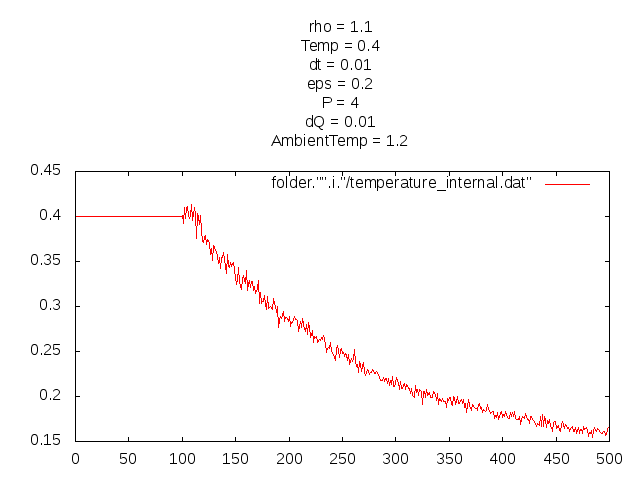 rho = 1.1
Temp = 0.4
dt = 0.01
eps = 0.2
P = 4
dQ = 0.01
AmbientTemp = 1.2
folder."".i."/temperature_internal.dat"
0.45
0.4
0.35
0.3
0.25
0.2
0.15
0 50 100 150 200 250 300 350 400 450 500